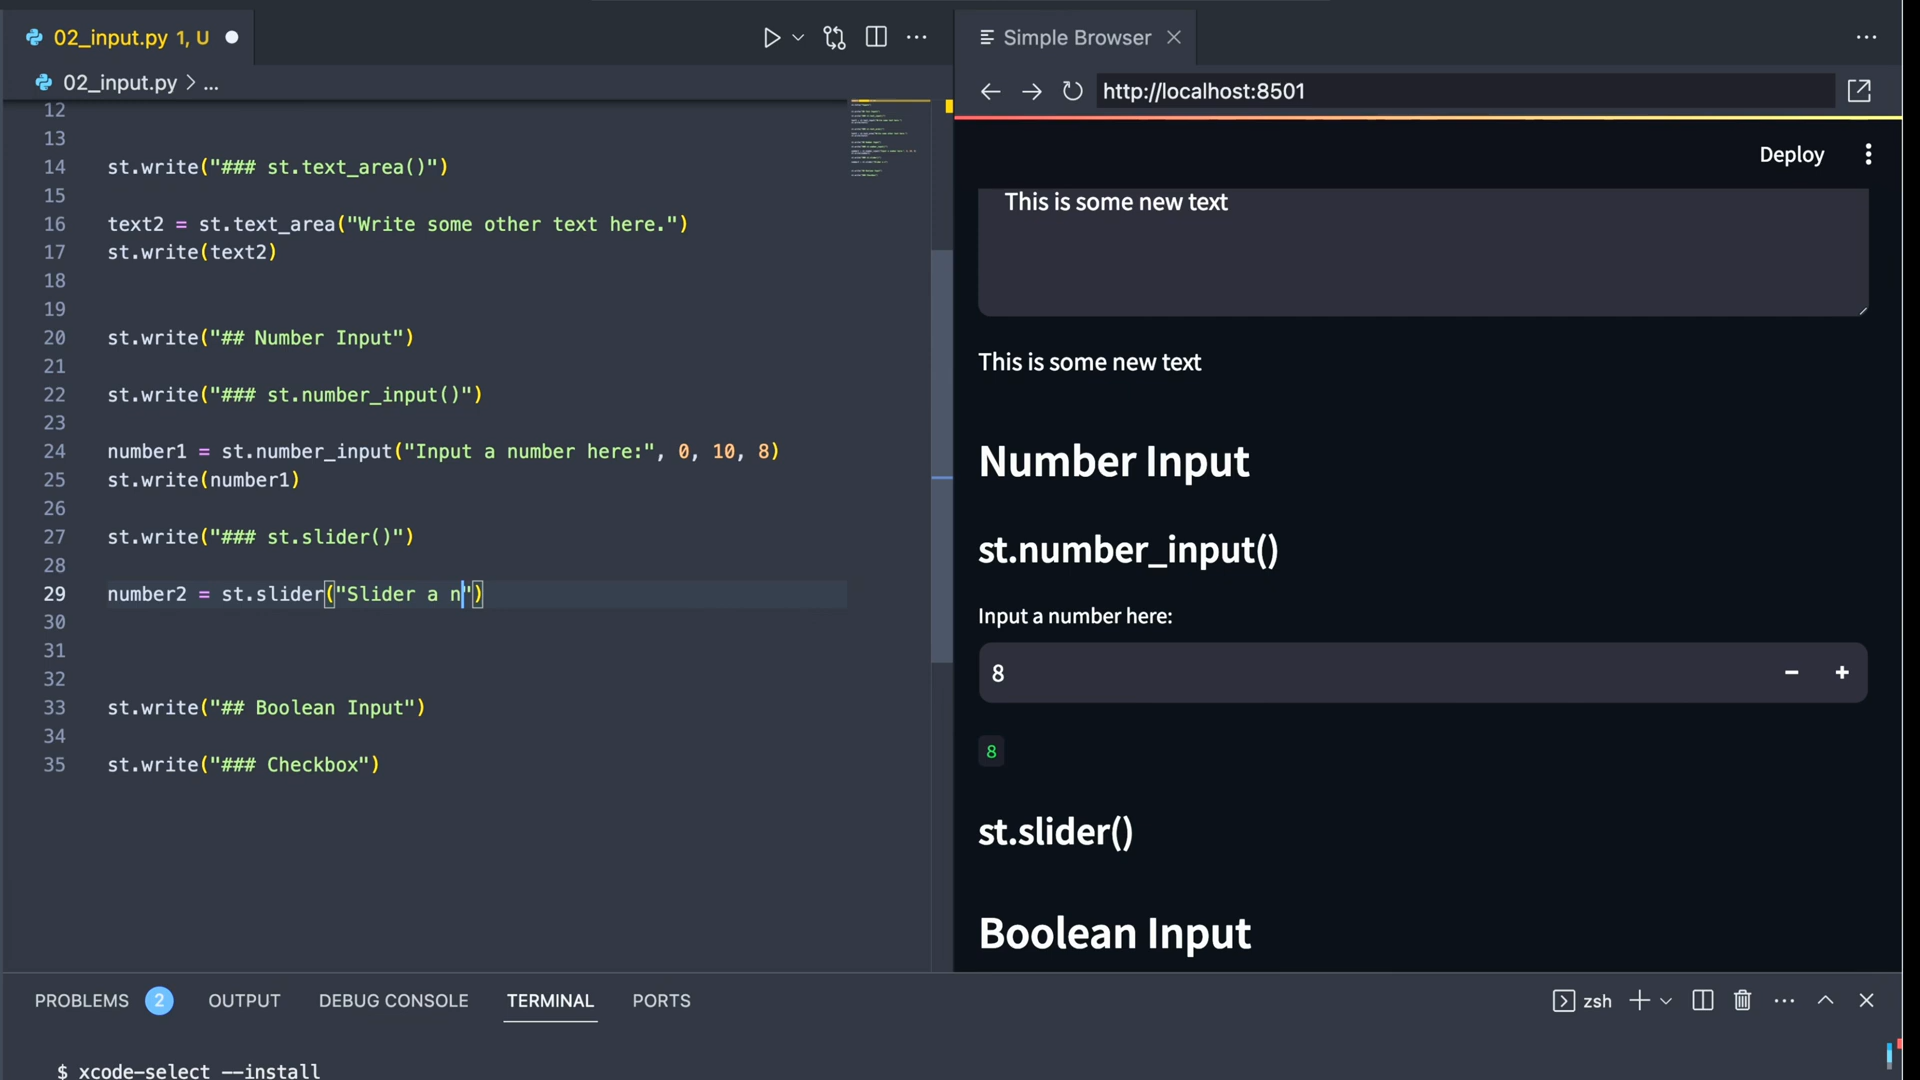 02_input.py 1, U
02_input.py > ...
12
13
14 st.write("### st.text_area()")
15
16 text2 = st.text_area("Write some other text here.")
17 st.write(text2)
18
19
20 st.write("## Number Input")
21
22 st.write("### st.number_input()")
23
24 number1 = st.number_input("Input a number here:", 0, 10, 8)
25 st.write(number1)
26
27 st.write("### st.slider()")
28
29 number2 = st.slider("Slider a n")
30
31
32
33 st.write("## Boolean Input")
34
35 st.write("### Checkbox")
Simple Browser
http://localhost:8501
Deploy
This is some new text
This is some new text
Number Input
st.number_input()
Input a number here:
8
8
st.slider()
Boolean Input
PROBLEMS 2 OUTPUT DEBUG CONSOLE TERMINAL PORTS
zsh
$ xcode-select --install